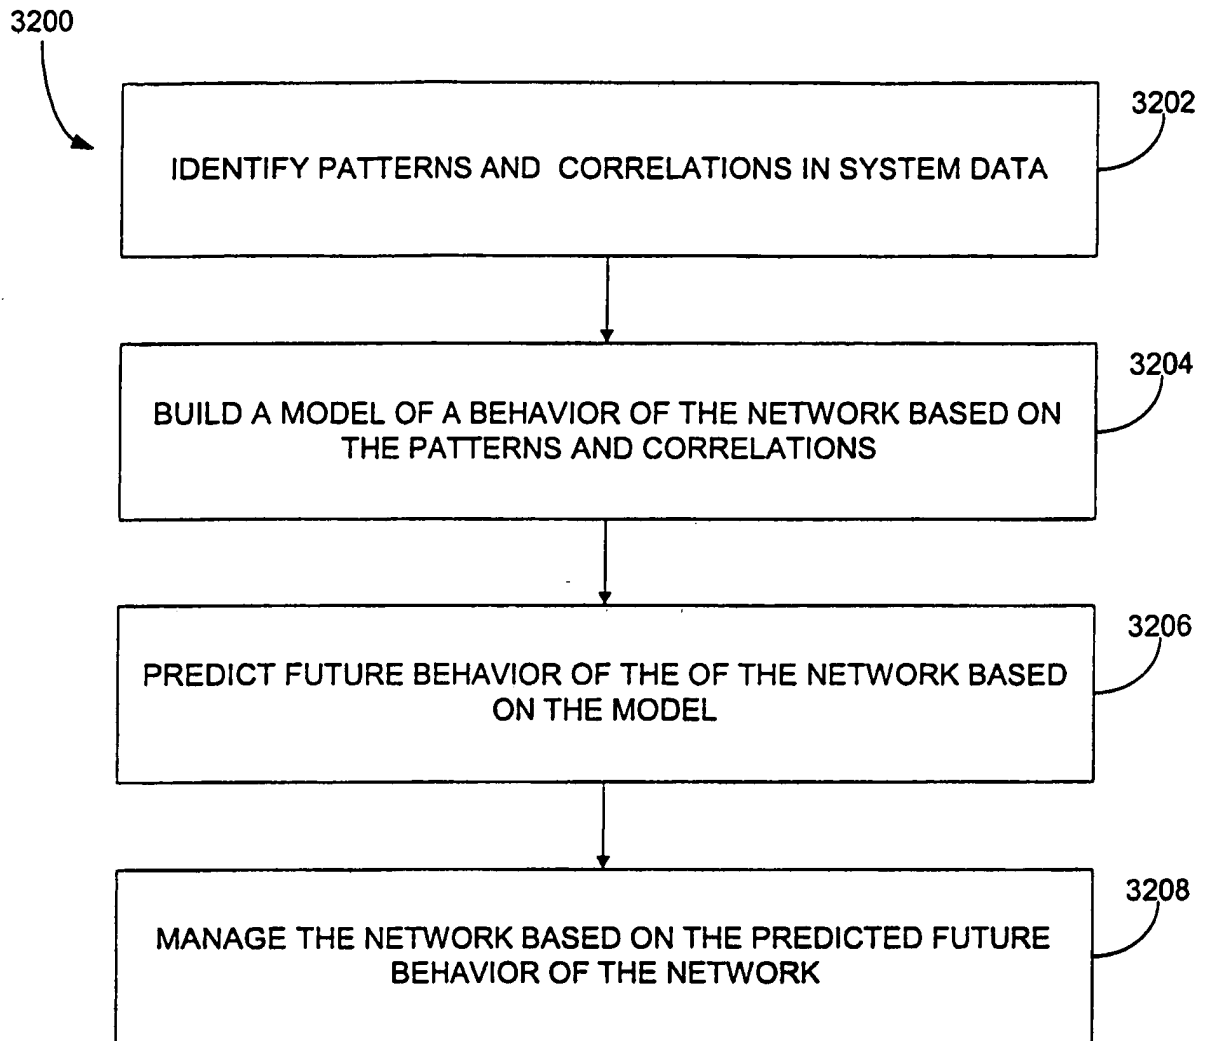 3200
3202
IDENTIFY PATTERNS AND CORRELATIONS IN SYSTEM DATA
3204
BUILD A MODEL OF A BEHAVIOR OF THE NETWORK BASED ON
THE PATTERNS AND CORRELATIONS
3206
PREDICT FUTURE BEHAVIOR OF THE OF THE NETWORK BASED
ON THE MODEL
3208
MANAGE THE NETWORK BASED ON THE PREDICTED FUTURE
BEHAVIOR OF THE NETWORK